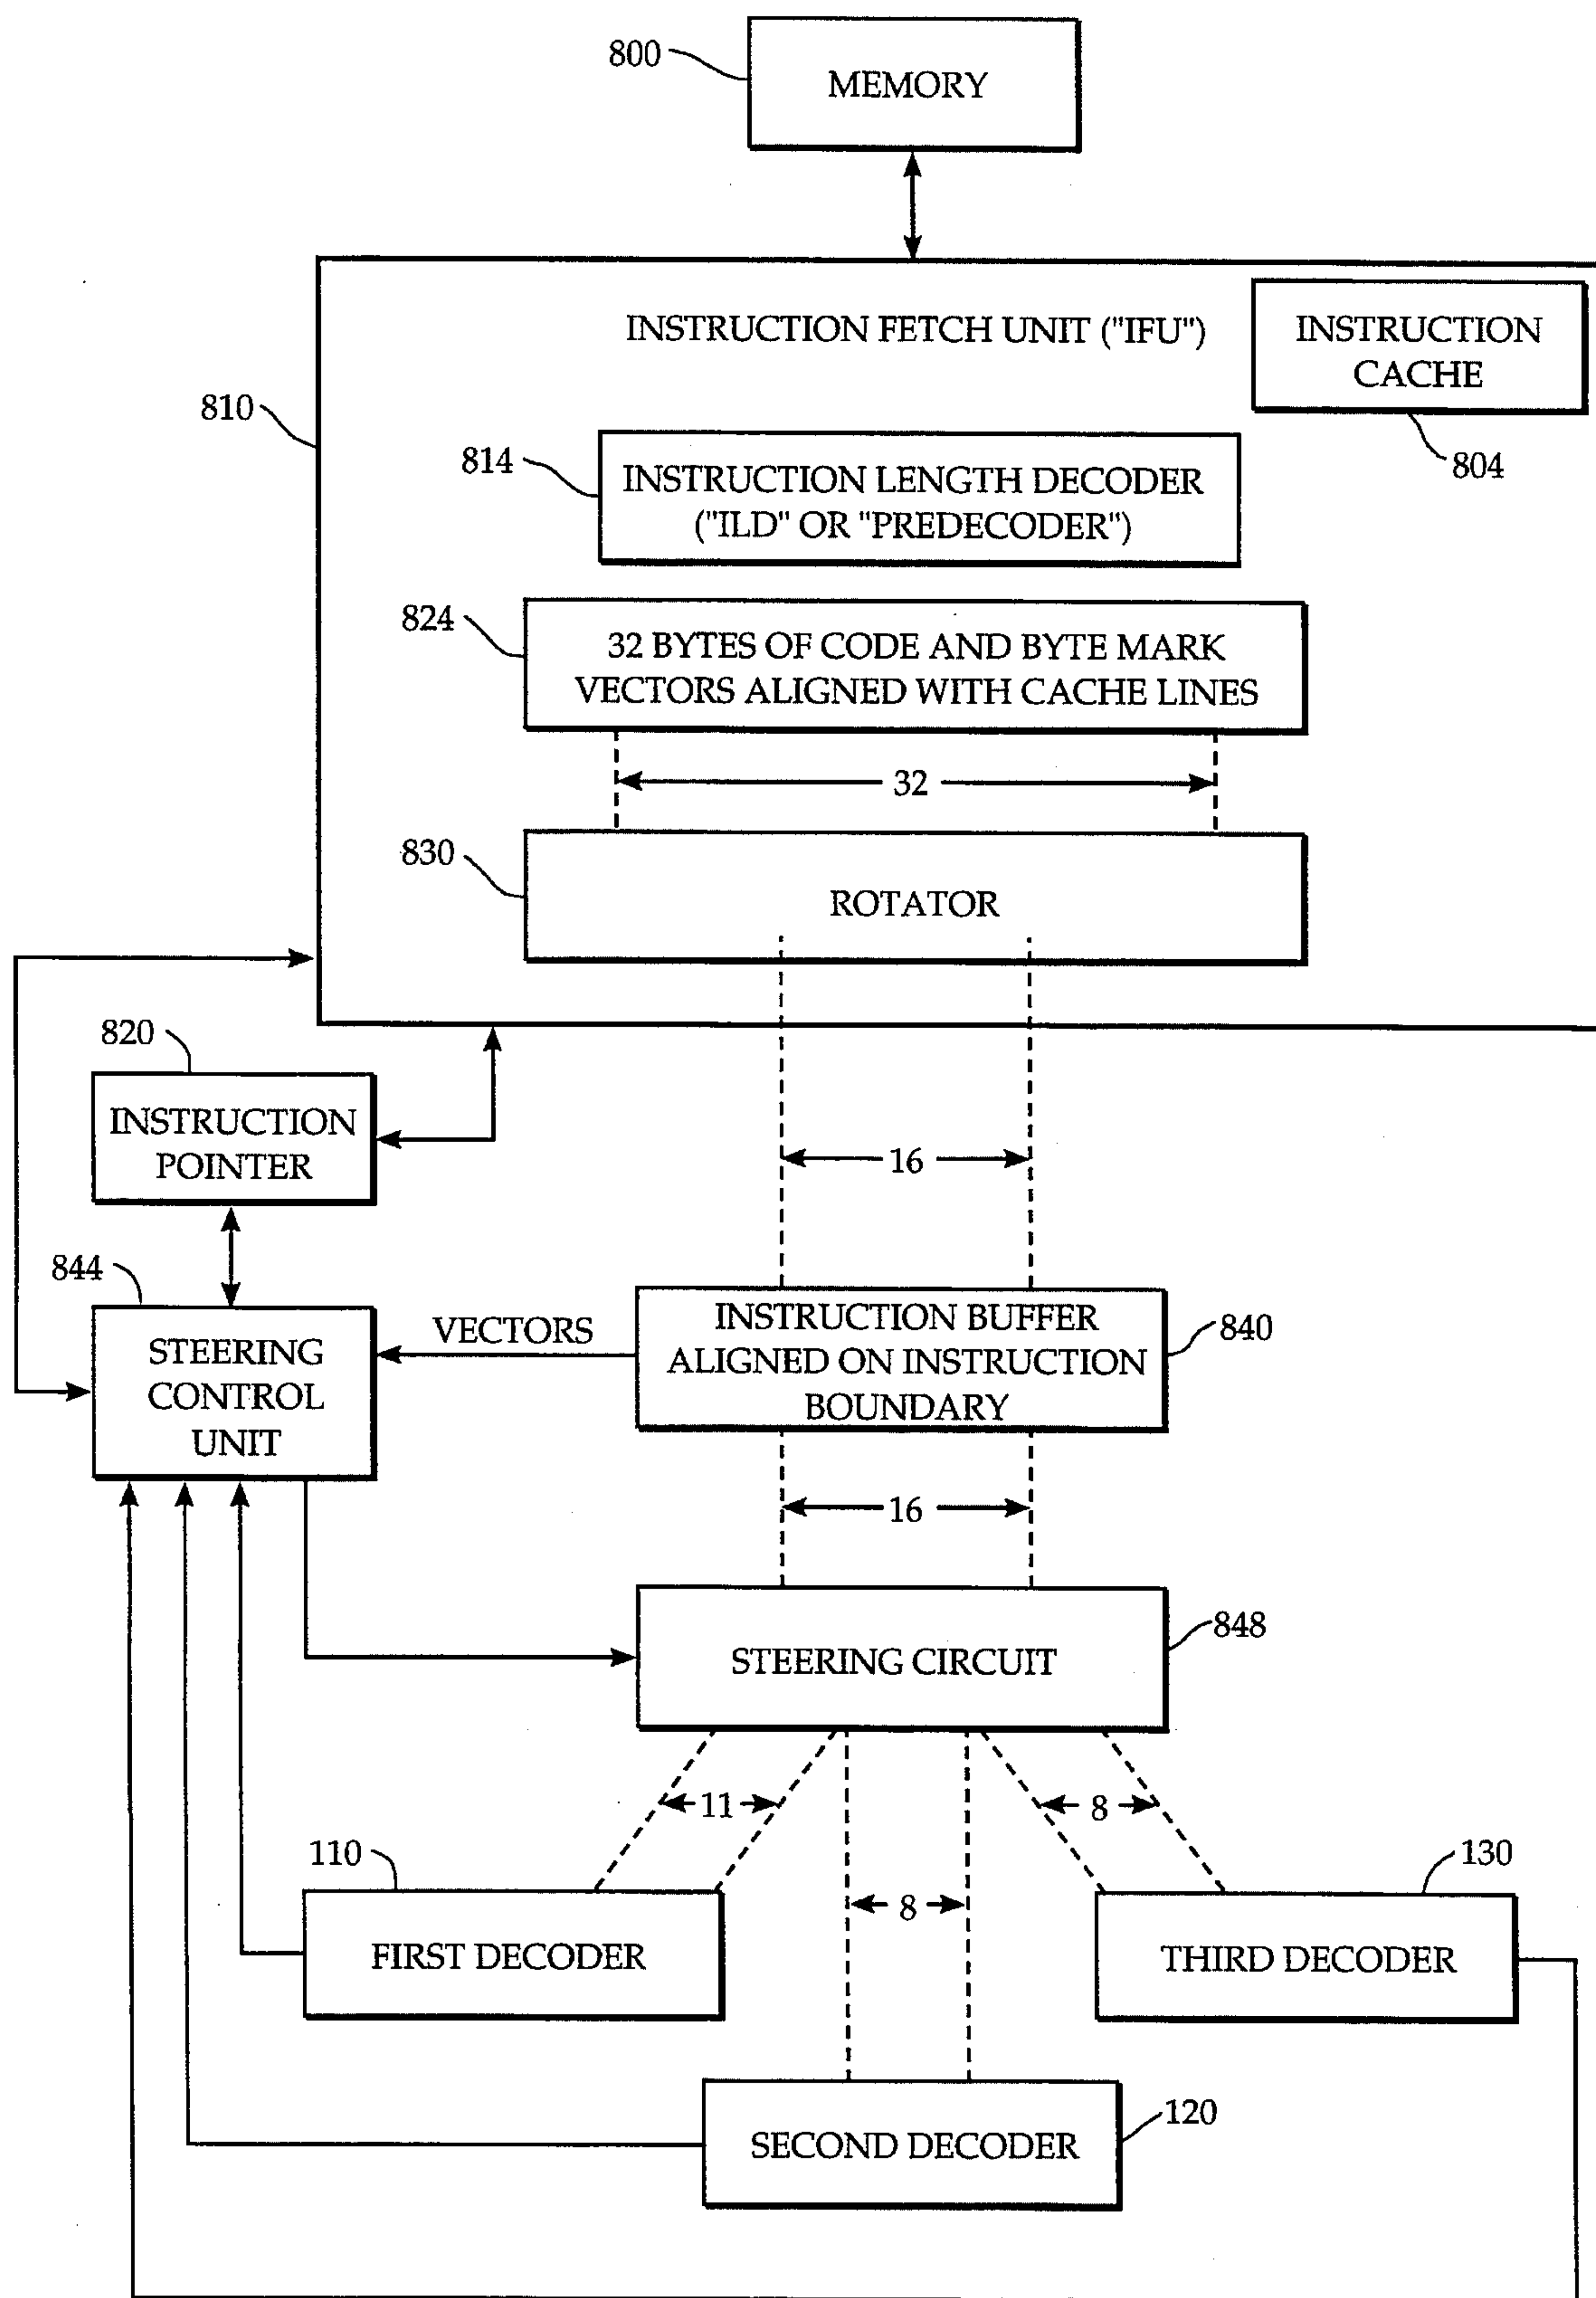 800
MEMORY
INSTRUCTION FETCH UNIT ("IFU")
INSTRUCTION
CACHE
810
804
814
INSTRUCTION LENGTH DECODER
("ILD" OR "PREDECODER")
824
32 BYTES OF CODE AND BYTE MARK
VECTORS ALIGNED WITH CACHE LINES
32
830
ROTATOR
820
INSTRUCTION
POINTER
16
844
STEERING
CONTROL
UNIT
VECTORS
INSTRUCTION BUFFER
ALIGNED ON INSTRUCTION
BOUNDARY
840
16
848
STEERING CIRCUIT
11
8
110
130
8
FIRST DECODER
THIRD DECODER
120
SECOND DECODER